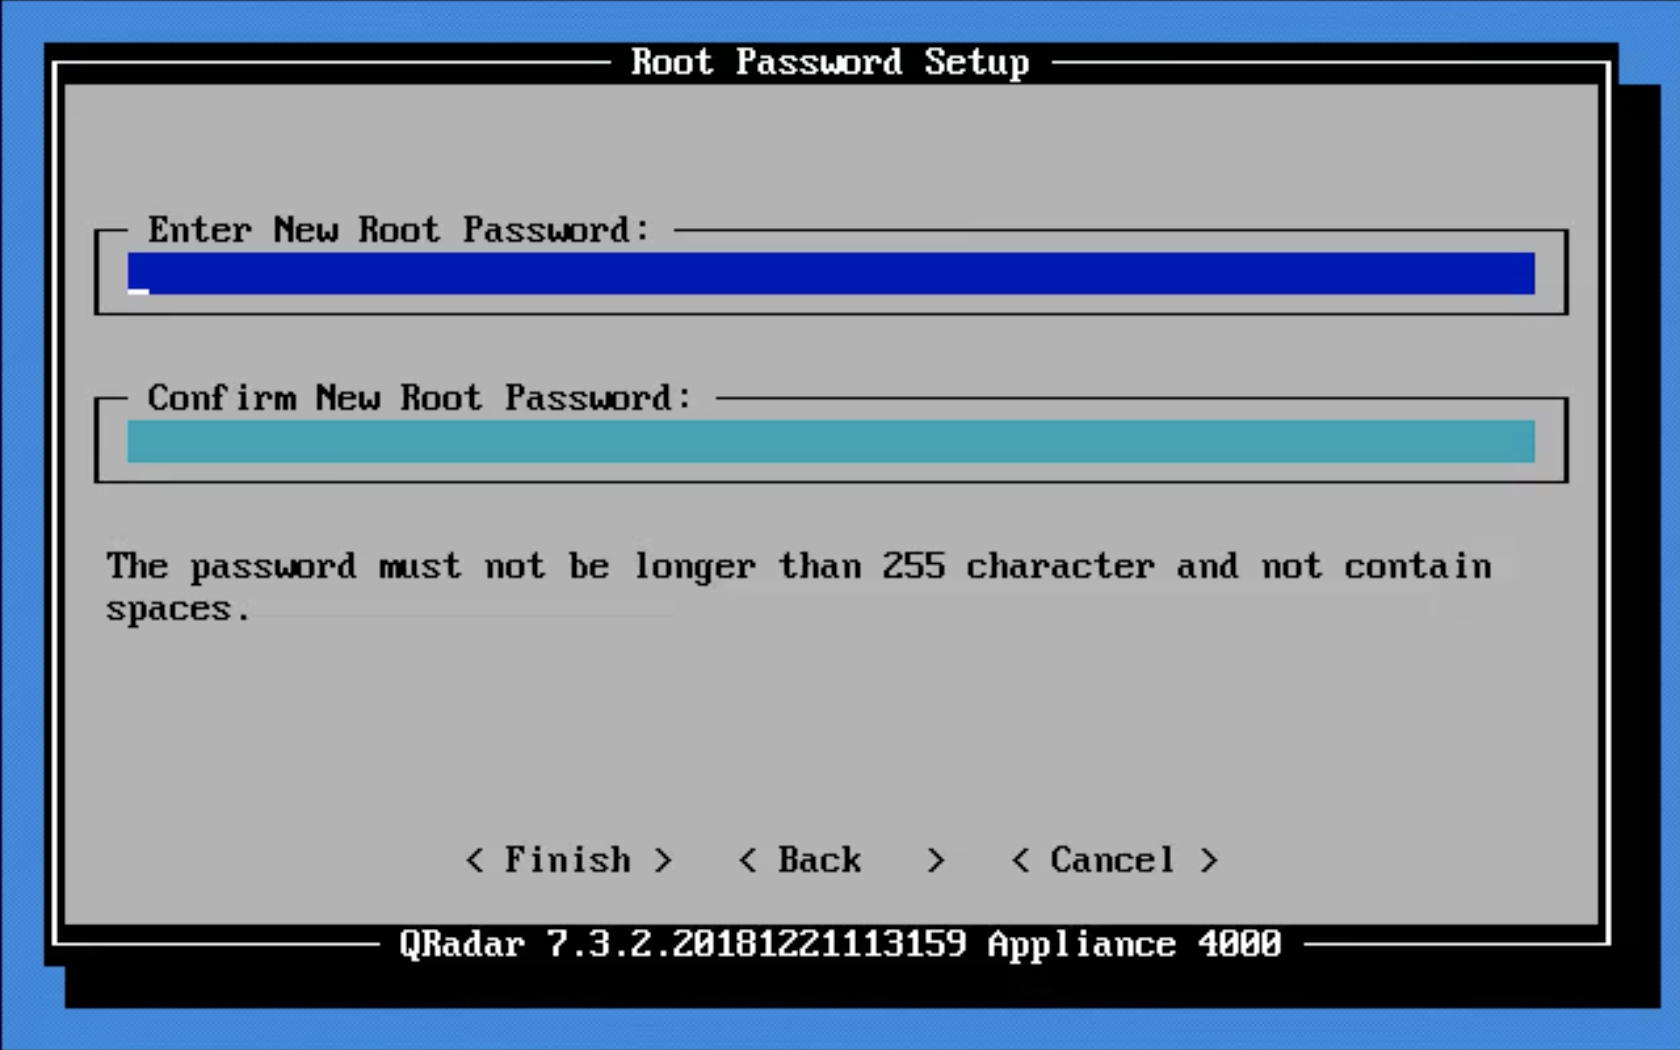 Root Password Setup
Enter New Root Password:
Confirm New Root Password:
The password must not be longer than 255 character and not contain
spaces.
< Finish > < Back > < Cancel >
QRadar 7.3.2.20181221113159 Appliance 4000